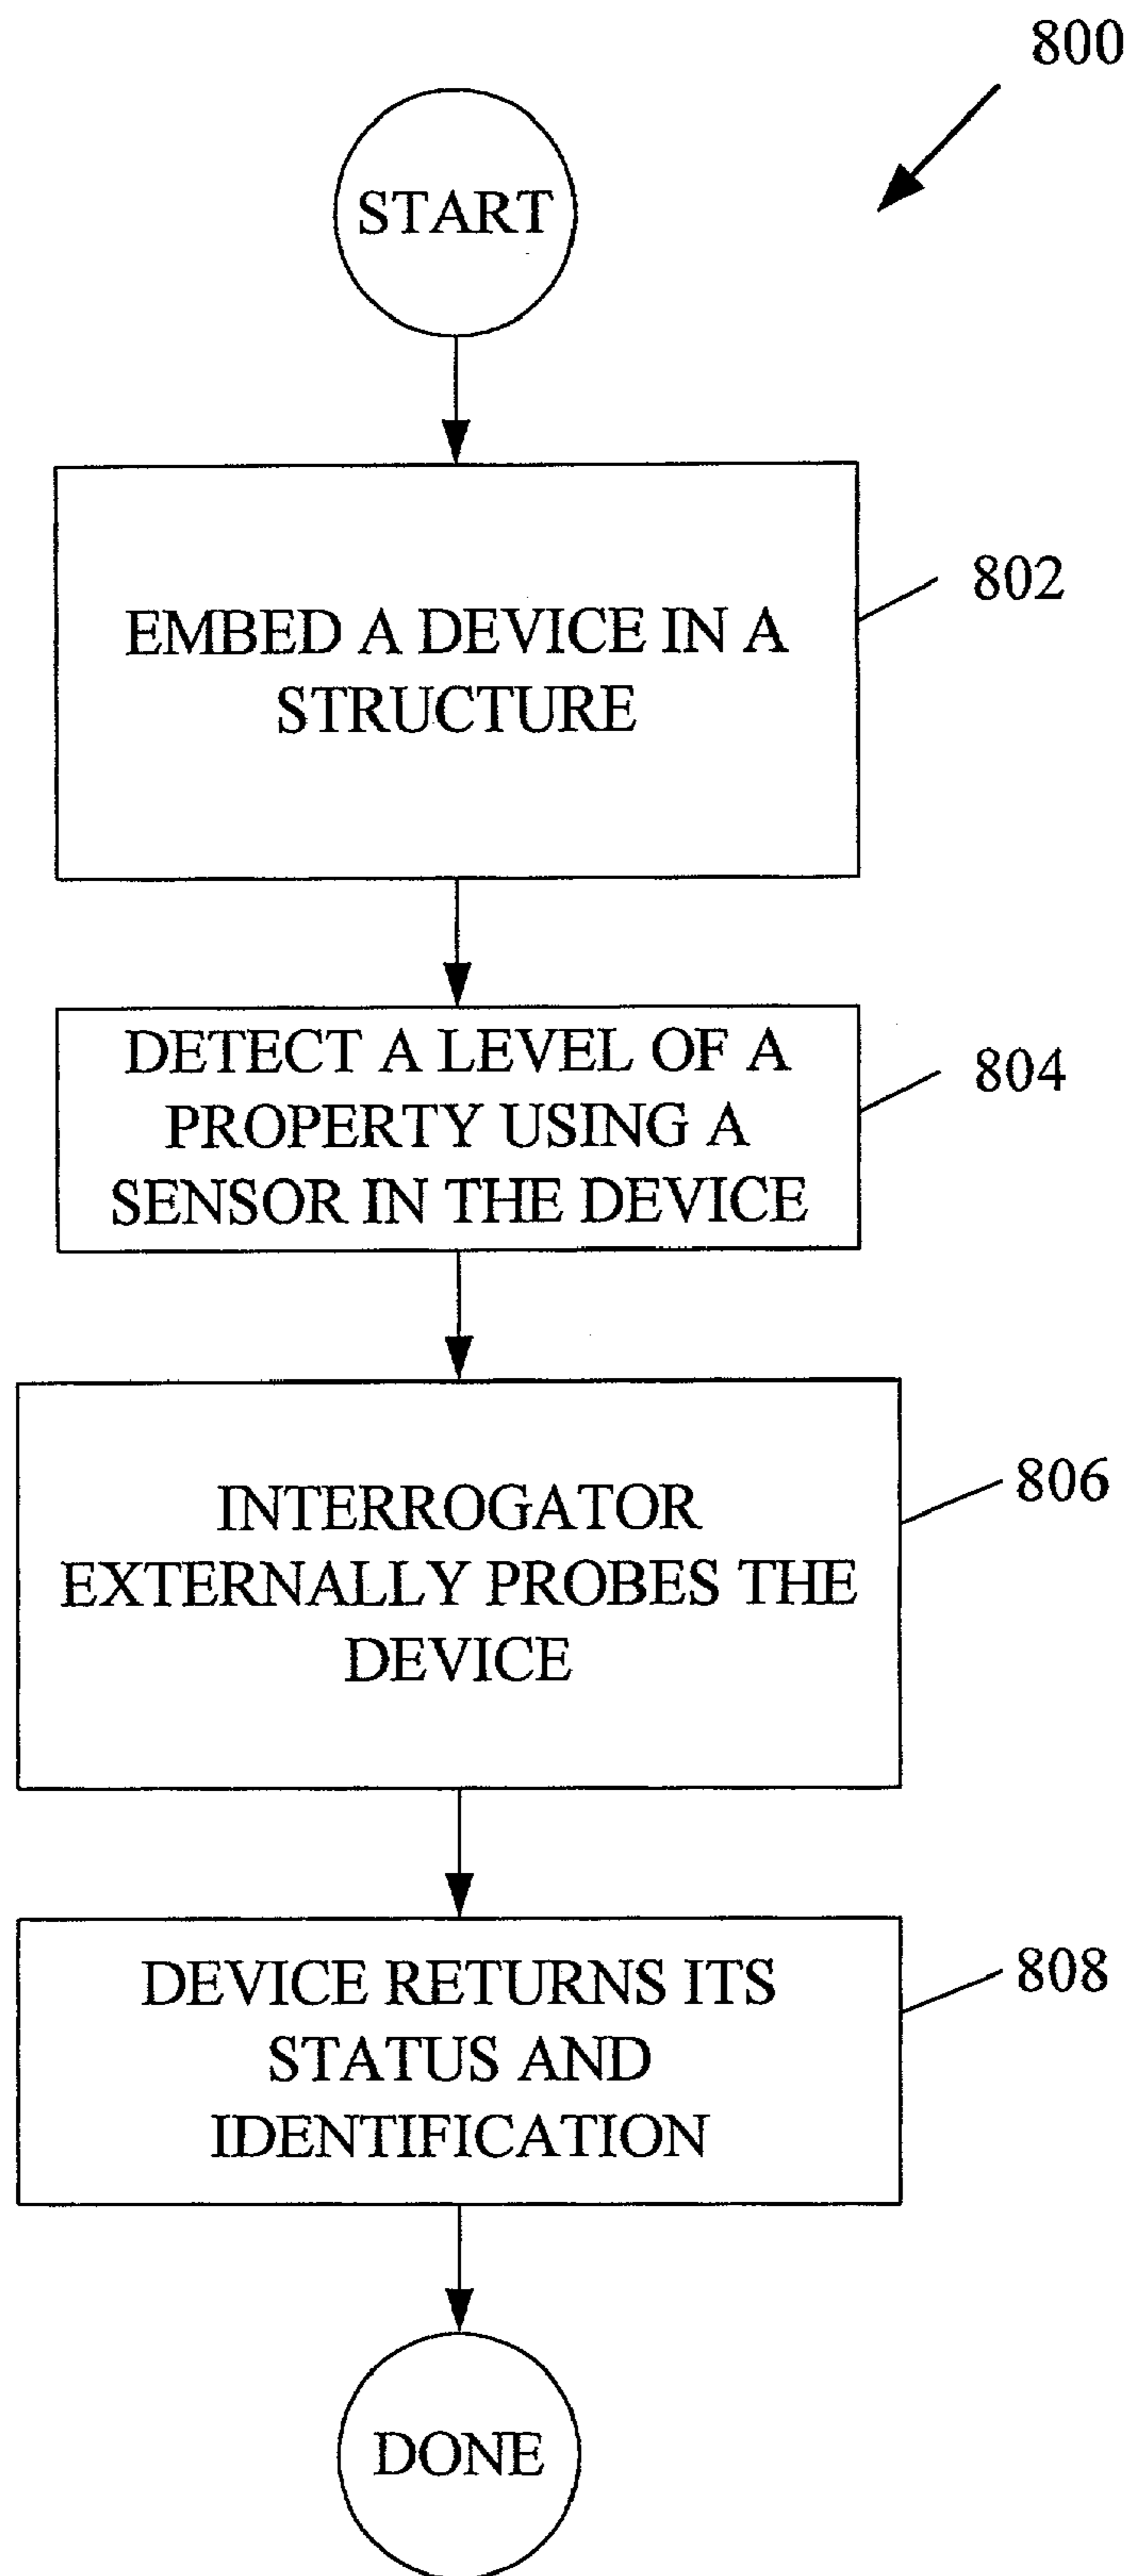 800
START
EMBED A DEVICE IN A
STRUCTURE
802
DETECT A LEVEL OF A
PROPERTY USING A
SENSOR IN THE DEVICE
804
INTERROGATOR
EXTERNALLY PROBES THE
DEVICE
806
DEVICE RETURNS ITS
STATUS AND
IDENTIFICATION
808
DONE